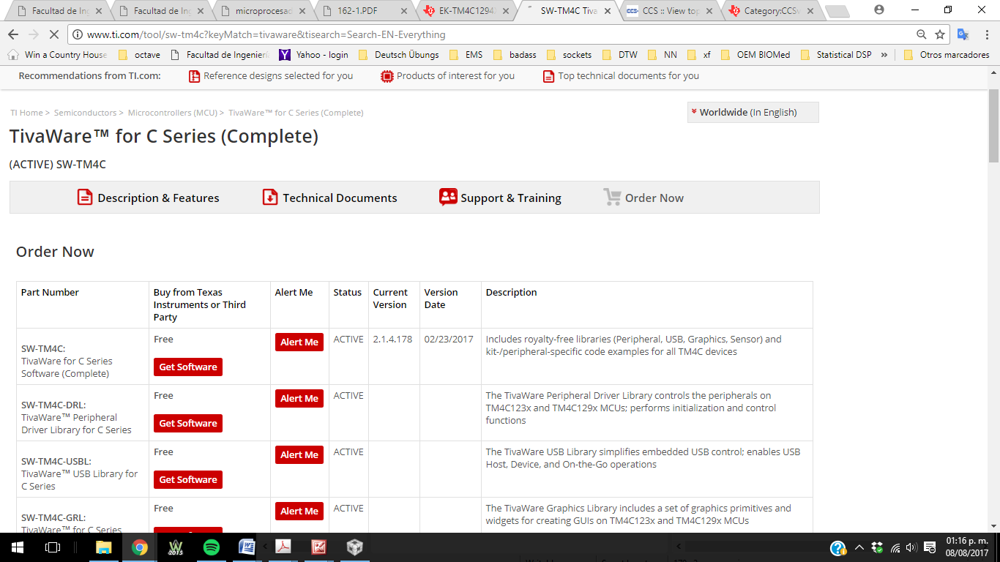 Facultad de In
Facultad de In
microprocesad
162-1.PDF
EK-TM4C1294
SW-TM4C Tiva
CCS :: View top
Category:CCSv
www.ti.com/tool/sw-tm4c?keyMatch=tivaware&tisearch=Search-EN-Everything
Win a Country House
octave
Facultad de Ingenierí
Yahoo - login
Deutsch Übungs
EMS
badass
sockets
DTW
NN
xf
OEM BIOMed
Statistical DSP
»
Otros marcadores
Recommendations from TI.com:
Reference designs selected for you
Products of interest for you
Top technical documents for you
TI Home > Semiconductors > Microcontrollers (MCU) > TivaWare™ for C Series (Complete)
Worldwide (In English)
TivaWare™ for C Series (Complete)
(ACTIVE) SW-TM4C
Description & Features
Technical Documents
Support & Training
Order Now
Order Now
Part Number
Buy from Texas
Instruments or Third
Party
Alert Me
Status
Current
Version
Version
Date
Description
SW-TM4C:
TivaWare for C Series
Software (Complete)
Free
Get Software
Alert Me
ACTIVE
2.1.4.178
02/23/2017
Includes royalty-free libraries (Peripheral, USB, Graphics, Sensor) and
kit-/peripheral-specific code examples for all TM4C devices
SW-TM4C-DRL:
TivaWare™ Peripheral
Driver Library for C Series
Free
Get Software
Alert Me
ACTIVE
The TivaWare Peripheral Driver Library controls the peripherals on
TM4C123x and TM4C129x MCUs; performs initialization and control
functions
SW-TM4C-USBL:
TivaWare™ USB Library for
C Series
Free
Get Software
Alert Me
ACTIVE
The TivaWare USB Library simplifies embedded USB control; enables USB
Host, Device, and On-the-Go operations
SW-TM4C-GRL:
TivaWare™ for C Series
Free
Alert Me
ACTIVE
The TivaWare Graphics Library includes a set of graphics primitives and
widgets for creating GUIs on TM4C123x and TM4C129x MCUs
2015
01:16 p. m.
08/08/2017